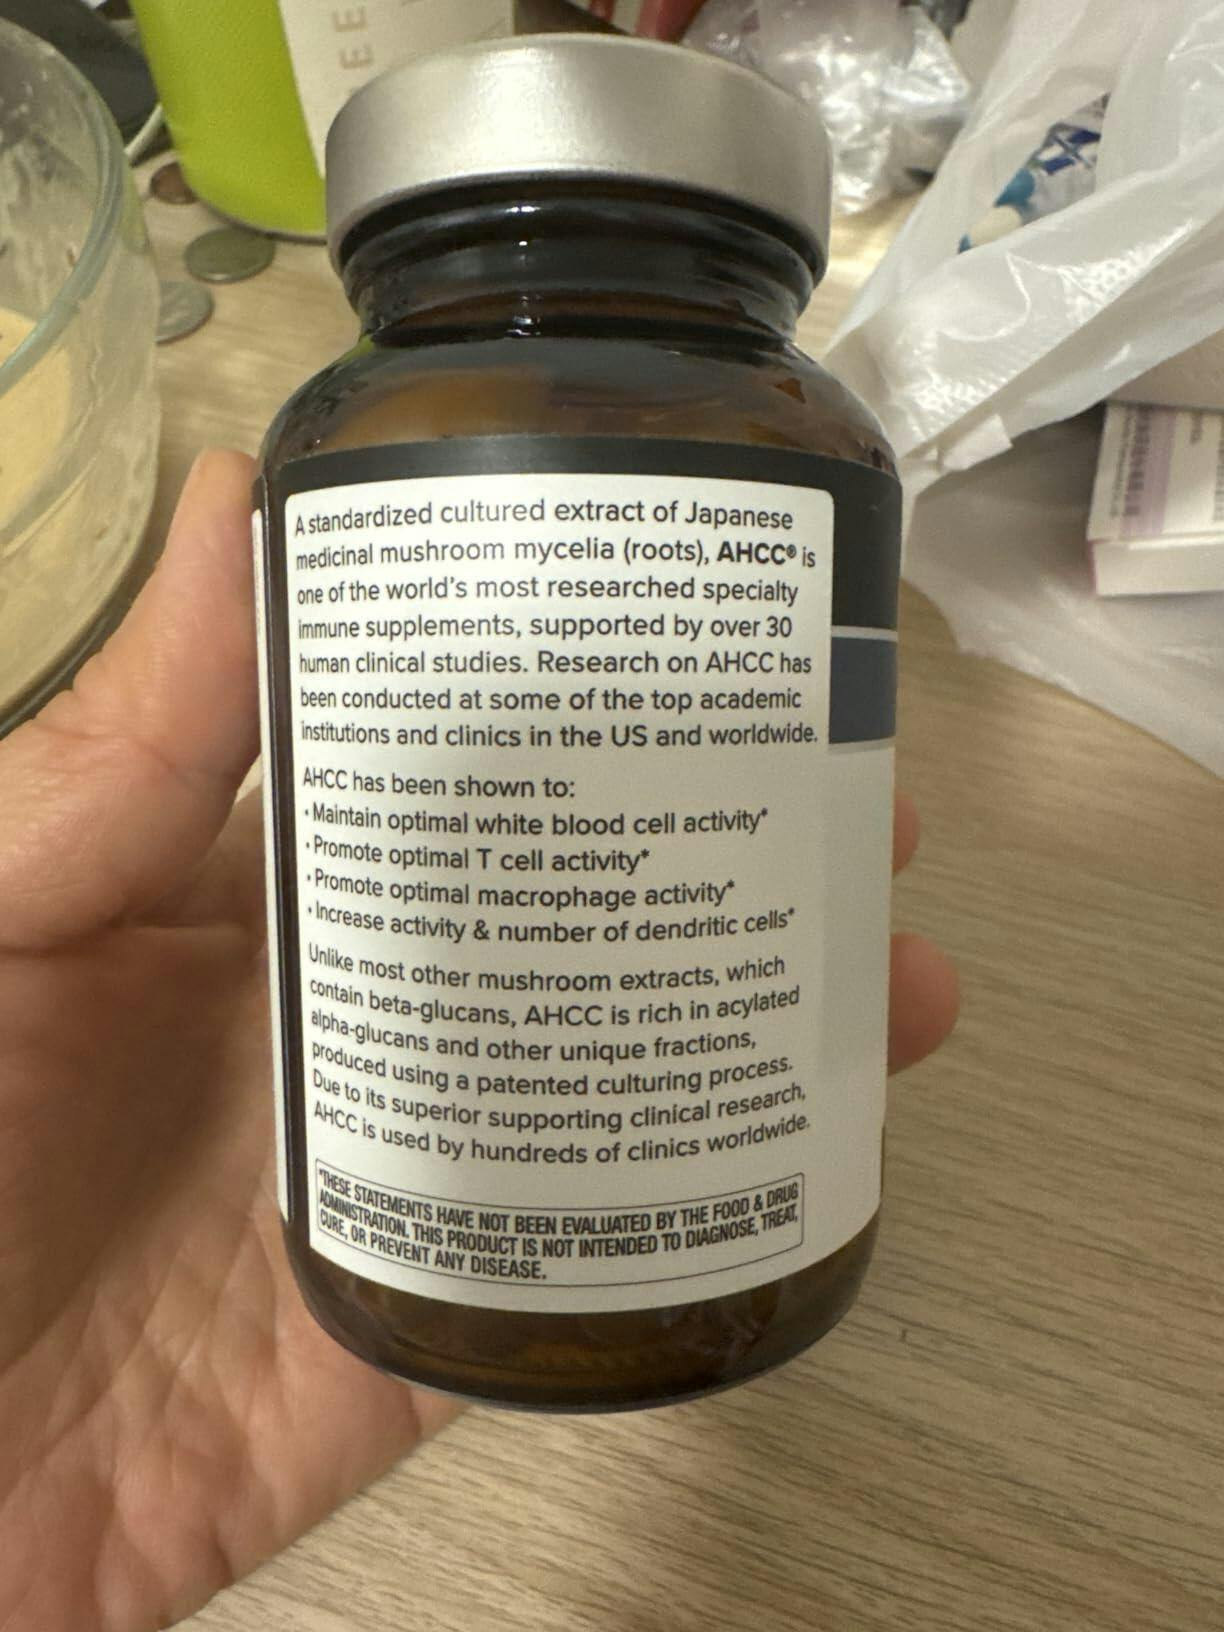 EE
A standardized cultured extract of Japanese
medicinal mushroom mycelia (roots), AHCC® is
one of the world's most researched specialty
immune supplements, supported by over 30
human clinical studies. Research on AHCC has
been conducted at some of the top academic
institutions and clinics in the US and worldwide.
AHCC has been shown to:
• Maintain optimal white blood cell activity*
• Promote optimal T cell activity*
• Promote optimal macrophage activity*
• Increase activity & number of dendritic cells*
Unlike most other mushroom extracts, which
contain beta-glucans, AHCC is rich in acylated
alpha-glucans and other unique fractions,
produced using a patented culturing process.
Due to its superior supporting clinical research,
AHCC is used by hundreds of clinics worldwide.
*THESE STATEMENTS HAVE NOT BEEN EVALUATED BY THE FOOD & DRUG
ADMINISTRATION. THIS PRODUCT IS NOT INTENDED TO DIAGNOSE, TREAT,
CURE, OR PREVENT ANY DISEASE.